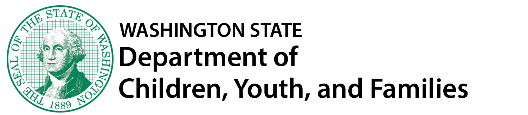 THE SEAL OF THE STATE OF WASHINGTON
1889
WASHINGTON STATE
Department of
Children, Youth, and Families